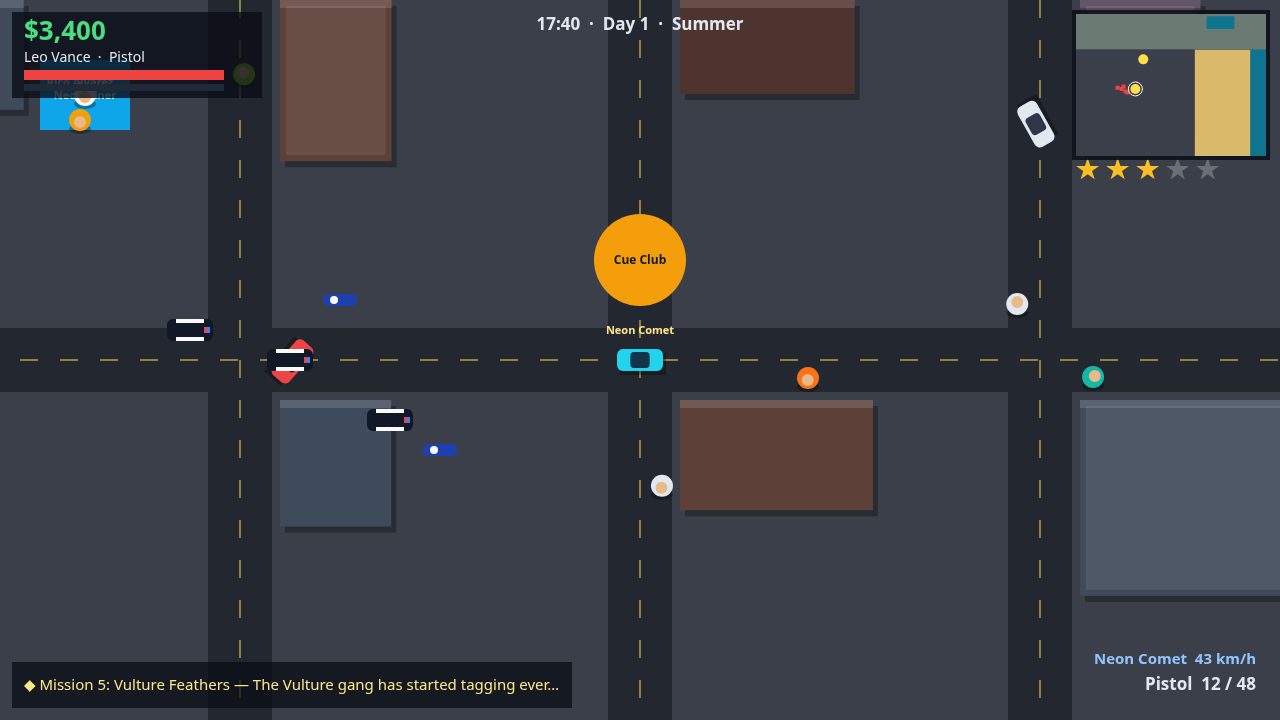 $3,400
17:40 · Day 1 · Summer
Leo Vance · Pistol
Cue Club
Neon Comet
Neon Comet 43 km/h
◆ Mission 5: Vulture Feathers — The Vulture gang has started tagging ever…
Pistol 12 / 48